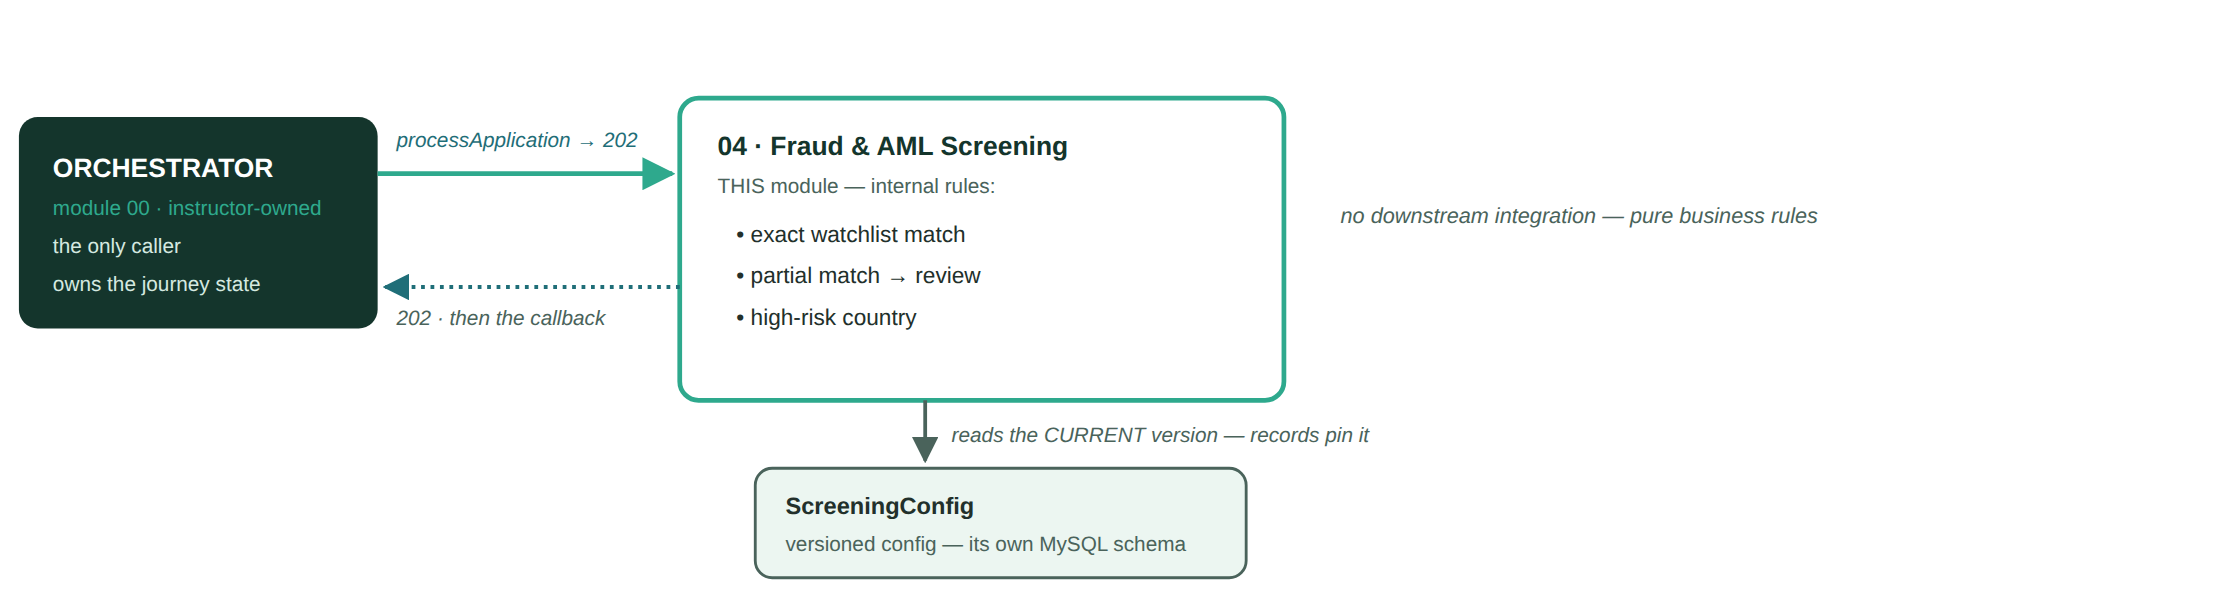 ORCHESTRATOR
module 00 · instructor-owned
the only caller
owns the journey state
processApplication → 202
202 · then the callback
04 · Fraud & AML Screening
THIS module — internal rules:
• exact watchlist match
• partial match → review
• high-risk country
no downstream integration — pure business rules
reads the CURRENT version — records pin it
ScreeningConfig
versioned config — its own MySQL schema